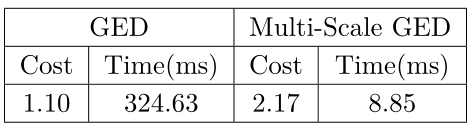 GED Multi-Scale GED
Cost Time(ms) Cost Time(ms)
1.10 324.63 2.17 8.85